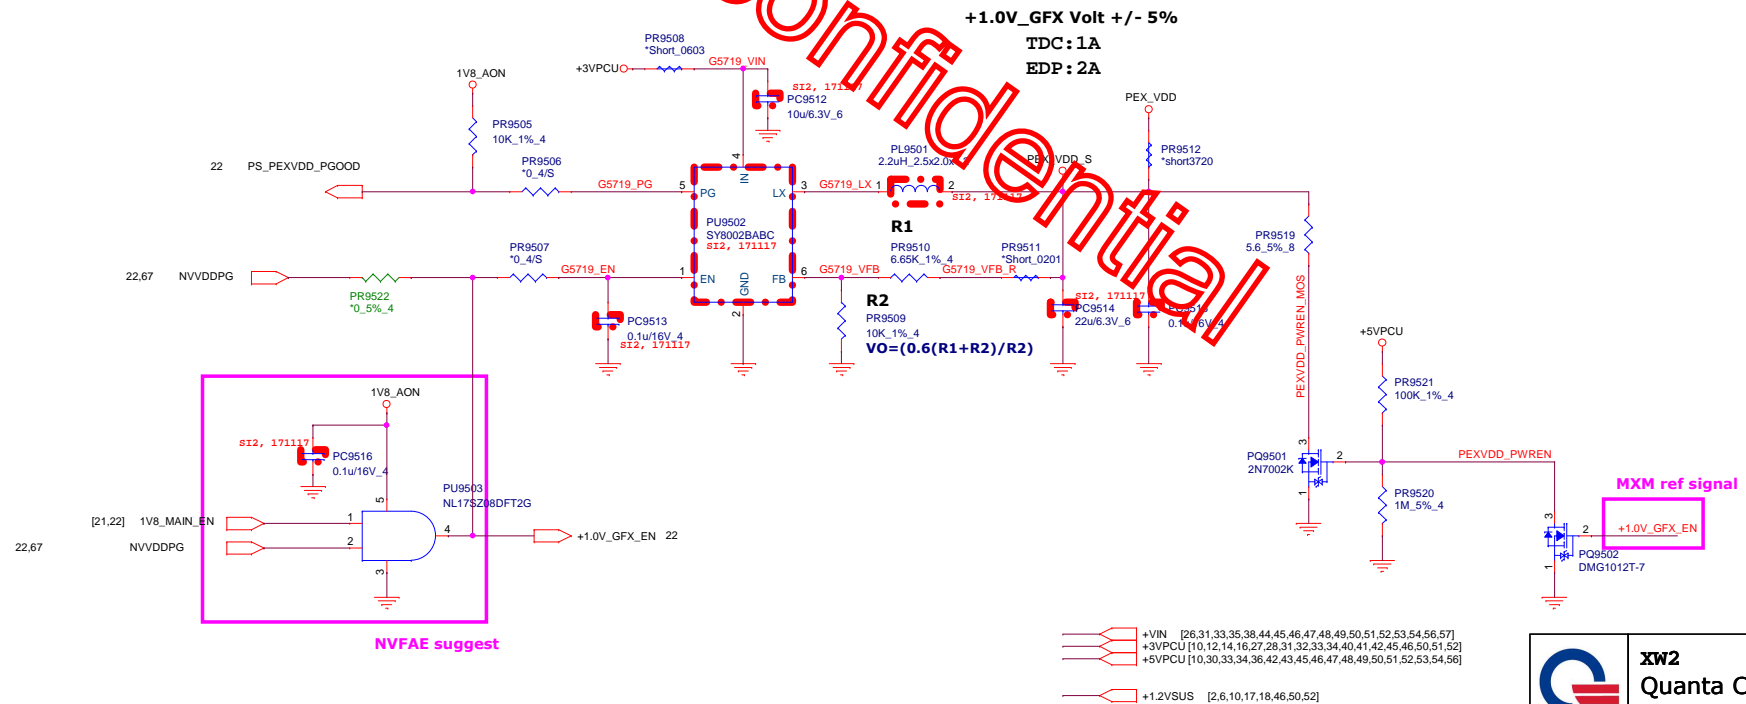 Confidential
+1.0V_GFX Volt +/- 5%
TDC:1A
EDP:2A
PR9508
*Short_0603
+3VPCU
G5719_VIN
SI2, 171117
PC9512
10u/6.3V_6
1V8_AON
PR9505
10K_1%_4
22 PS_PEXVDD_PGOOD
PR9506
*0_4/S
G5719_PG
5 PG
4 IN
LX 3
G5719_LX 1
PL9501
2.2uH_2.5x2.0x
2
SI2, 171117
PEX_VDD_S
PEX_VDD
PR9512
*short3720
PU9502
SY8002BABC
SI2, 171117
R1
PR9510
6.65K_1%_4
PR9511
*Short_0201
22,67 NVVDDPG
PR9522
*0_5%_4
PR9507
*0_4/S
G5719_EN
1 EN
GND 2
FB 6
G5719_VFB
G5719_VFB_R
PC9513
0.1u/16V_4
SI2, 171117
R2
PR9509
10K_1%_4
VO=(0.6(R1+R2)/R2)
SI2, 171117
PC9514
22u/6.3V_6
PR9519
5.6_5%_8
PEXVDD_PWREN_MOS
+5VPCU
PR9521
100K_1%_4
PQ9501
2N7002K
3
2
1
PEXVDD_PWREN
PR9520
1M_5%_4
MXM ref signal
+1.0V_GFX_EN
3
2
1
PQ9502
DMG1012T-7
1V8_AON
SI2, 171117
PC9516
0.1u/16V_4
PU9503
NL17SZ08DFT2G
5
[21,22] 1V8_MAIN_EN 1
22,67 NVVDDPG 2
4
+1.0V_GFX_EN 22
3
NVFAE suggest
+VIN [26,31,33,35,38,44,45,46,47,48,49,50,51,52,53,54,56,57]
+3VPCU [10,12,14,16,27,28,31,32,33,34,40,41,42,45,46,50,51,52]
+5VPCU [10,30,33,34,36,42,43,45,46,47,48,49,50,51,52,53,54,56]
+1.2VSUS [2,6,10,17,18,46,50,52]
XW2
Quanta C